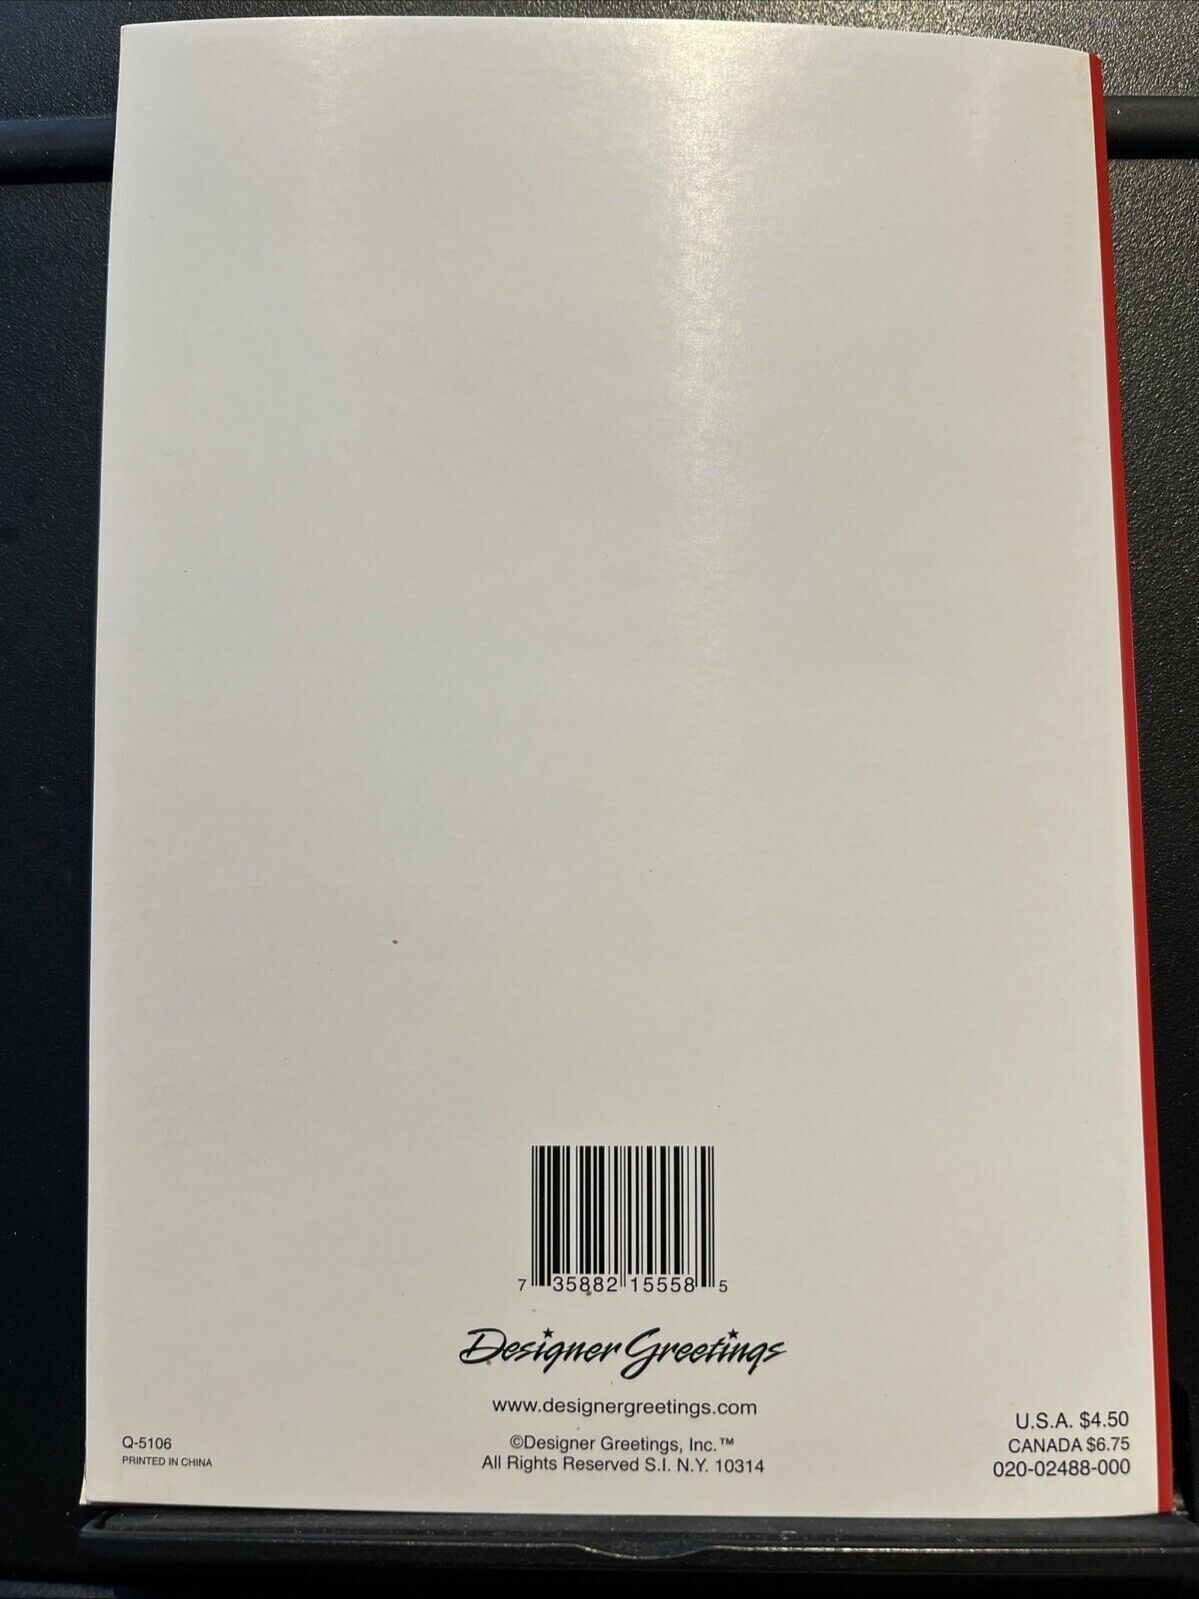 7 35882 15558 5
Designer Greetings
www.designergreetings.com
©Designer Greetings, Inc.™
All Rights Reserved S.I. N.Y. 10314
Q-5106
PRINTED IN CHINA
U.S.A. $4.50
CANADA $6.75
020-02488-000